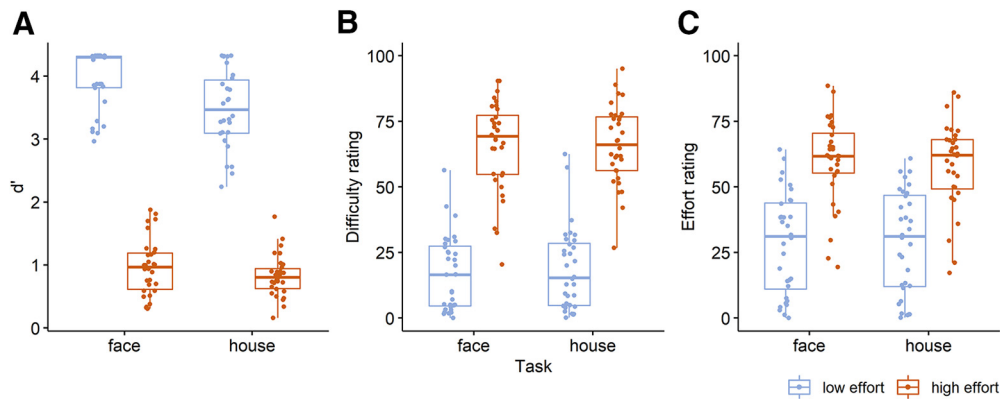 A
B
C
d'
4
3
2
1
0
face
house
Difficulty rating
100
75
50
25
0
face
house
Task
Effort rating
100
75
50
25
0
face
house
low effort
high effort